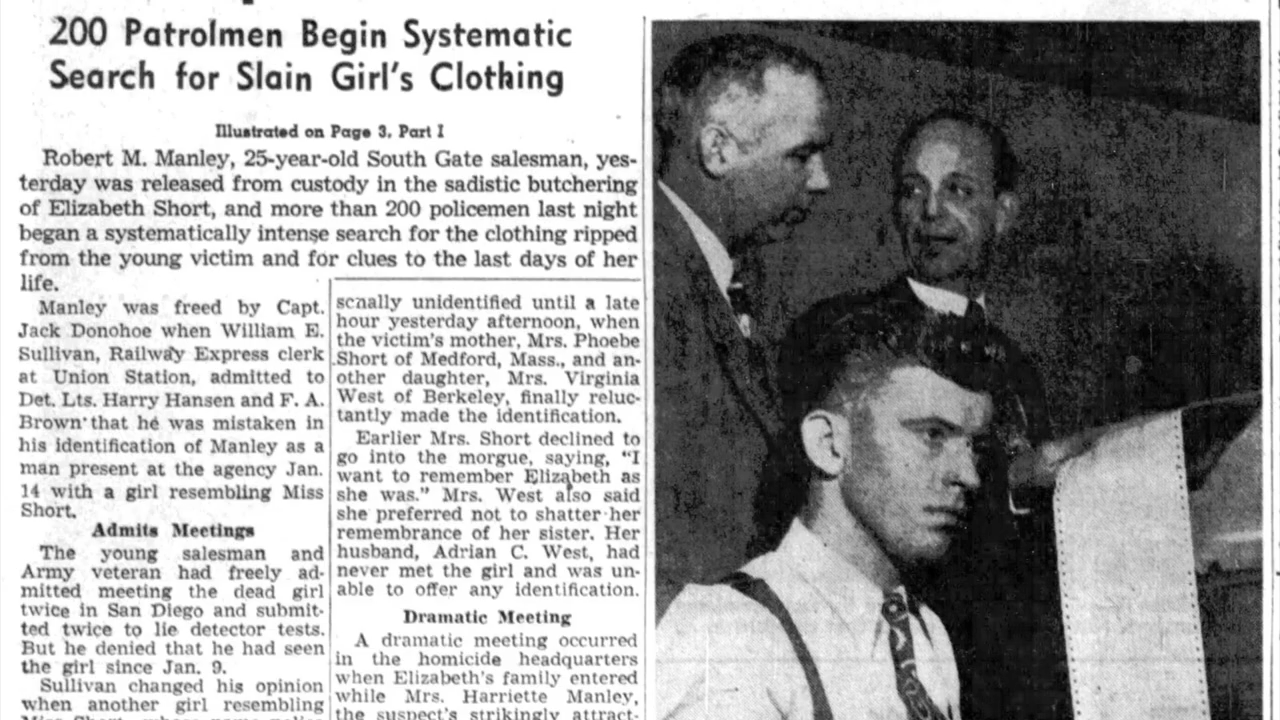 200 Patrolmen Begin Systematic
Search for Slain Girl's Clothing
Illustrated on Page 3, Part I
Robert M. Manley, 25-year-old South Gate salesman, yes-
terday was released from custody in the sadistic butchering
of Elizabeth Short, and more than 200 policemen last night
began a systematically intense search for the clothing ripped
from the young victim and for clues to the last days of her
life.
Manley was freed by Capt.
Jack Donohoe when William E.
Sullivan, Railway Express clerk
at Union Station, admitted to
Det. Lts. Harry Hansen and F. A.
Brown that he was mistaken in
his identification of Manley as a
man present at the agency Jan.
14 with a girl resembling Miss
Short.
Admits Meetings
The young salesman and
Army veteran had freely ad-
mitted meeting the dead girl
twice in San Diego and submit-
ted twice to lie detector tests.
But he denied that he had seen
the girl since Jan. 9.
Sullivan changed his opinion
when another girl resembling
Miss Short, whose name police
scnally unidentified until a late
hour yesterday afternoon, when
the victim's mother, Mrs. Phoebe
Short of Medford, Mass., and an-
other daughter, Mrs. Virginia
West of Berkeley, finally reluc-
tantly made the identification.
Earlier Mrs. Short declined to
go into the morgue, saying, "I
want to remember Elizabeth as
she was." Mrs. West also said
she preferred not to shatter her
remembrance of her sister. Her
husband, Adrian C. West, had
never met the girl and was un-
able to offer any identification.
Dramatic Meeting
A dramatic meeting occurred
in the homicide headquarters
when Elizabeth's family entered
while Mrs. Harriette Manley,
the suspect's strikingly attract-